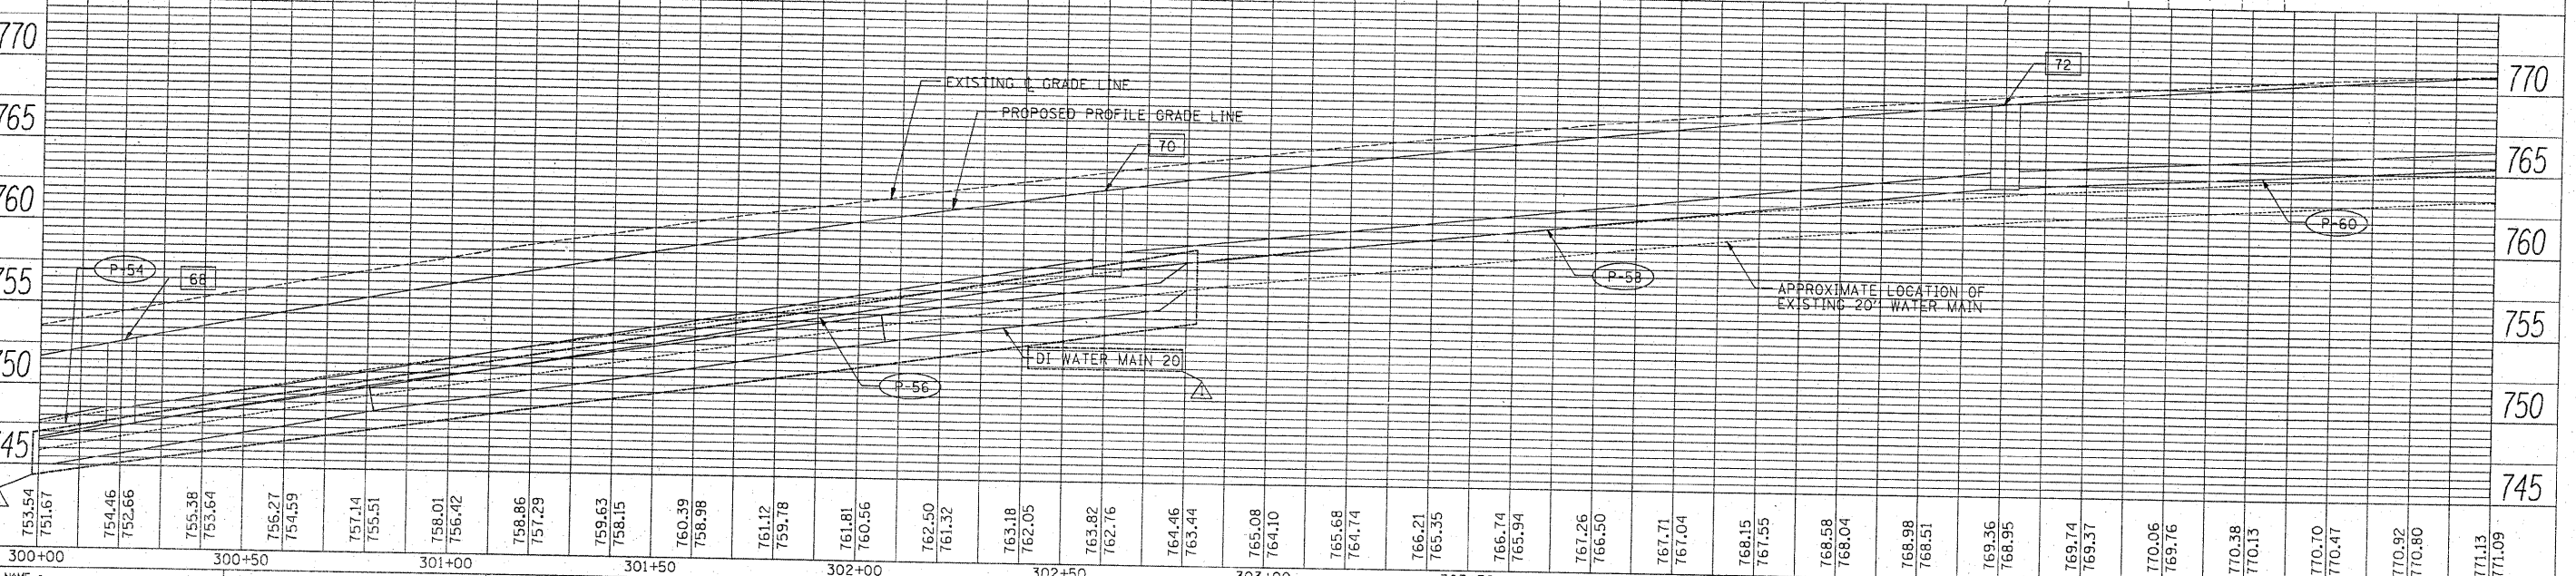 770
EXISTING ℄ GRADE LINE
72
770
765
PROPOSED PROFILE GRADE LINE
70
765
760
P-60
760
P-54
68
755
P-58
APPROXIMATE LOCATION OF
EXISTING 20" WATER MAIN
755
750
DI WATER MAIN 20
P-56
750
745
745
753.54 754.46 755.38 756.27 757.14 758.01 758.86 759.63 760.39 761.12 761.81 762.50 763.18 763.82 764.46 765.08 765.68 766.21 766.74 767.26 767.71 768.15 768.58 768.98 769.36 769.74 770.06 770.38 770.70 770.92 771.13
751.67 752.66 753.64 754.59 755.51 756.42 757.29 758.15 758.98 759.78 760.56 761.32 762.05 762.76 763.44 764.10 764.74 765.35 765.94 766.50 767.04 767.55 768.04 768.51 768.95 769.37 769.76 770.13 770.47 770.80 771.09
300+00 300+50 301+00 301+50 302+00 302+50